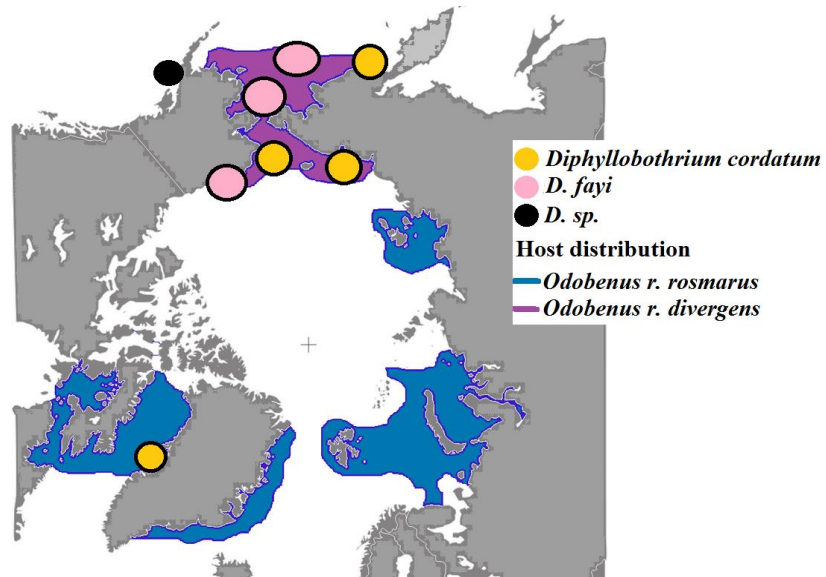 Diphyllobothrium cordatum
D. fayi
D. sp.
Host distribution
Odobenus r. rosmarus
Odobenus r. divergens